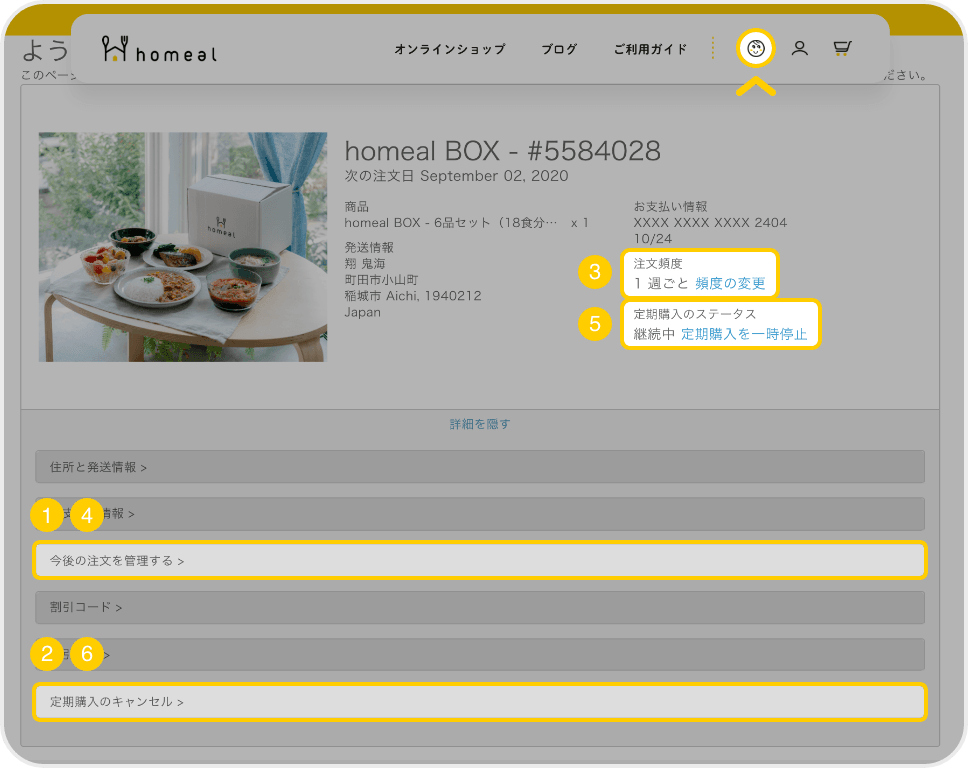 よう
homeal
オンラインショップ ブログ ご利用ガイド
このペー
ださい。
homeal
homeal BOX - #5584028
次の注文日 September 02, 2020
商品
homeal BOX - 6品セット（18食分… x 1
発送情報
翔 鬼海
町田市小山町
稲城市 Aichi, 1940212
Japan
お支払い情報
XXXX XXXX XXXX 2404
10/24
3
注文頻度
1 週ごと 頻度の変更
5
定期購入のステータス
継続中 定期購入を一時停止
詳細を隠す
住所と発送情報 >
1 4 情報 >
今後の注文を管理する >
割引コード >
2 6 >
定期購入のキャンセル >